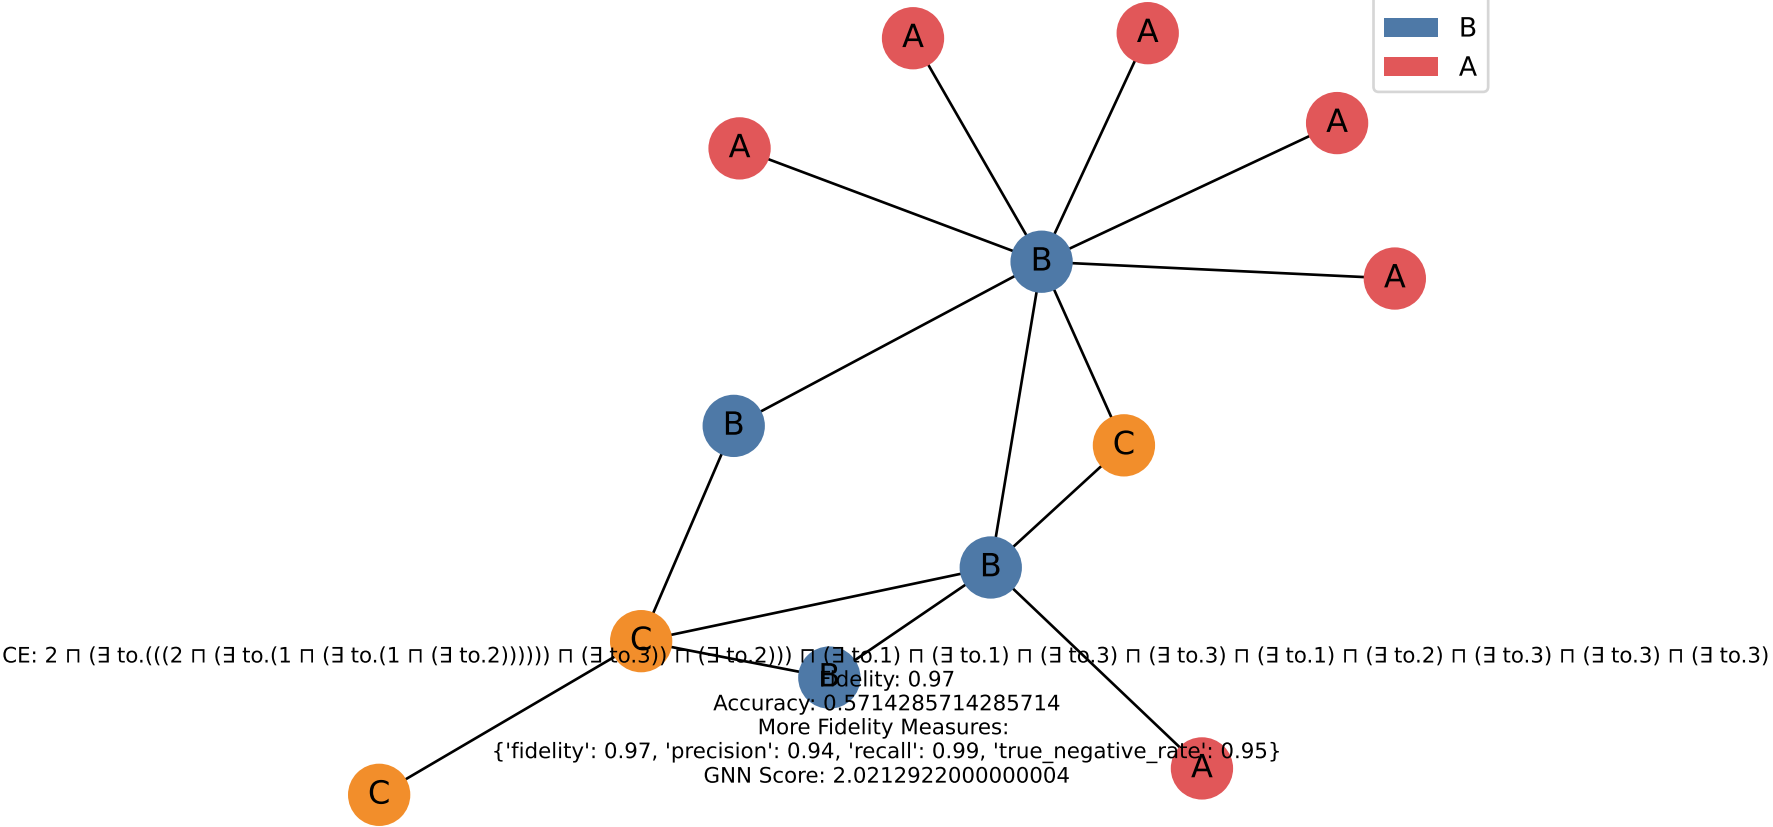 A
A
B
A
A
A
B
A
B
C
B
C
CE: 2 ⊓ (∃ to.(((2 ⊓ (∃ to.(1 ⊓ (∃ to.(1 ⊓ (∃ to.2)))))) ⊓ (∃ to.3)) ⊓ (∃ to.2))) ⊓ (∃ to.1) ⊓ (∃ to.1) ⊓ (∃ to.3) ⊓ (∃ to.3) ⊓ (∃ to.1) ⊓ (∃ to.2) ⊓ (∃ to.3) ⊓ (∃ to.3) ⊓ (∃ to.3)
B
Fidelity: 0.97
Accuracy: 0.5714285714285714
More Fidelity Measures:
{'fidelity': 0.97, 'precision': 0.94, 'recall': 0.99, 'true_negative_rate': 0.95}
A
GNN Score: 2.0212922000000004
C